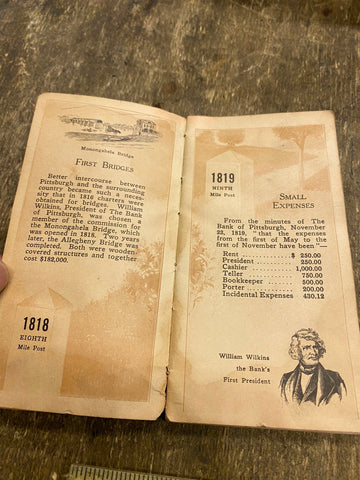 Monongahela Bridge
FIRST BRIDGES
Better intercourse between
Pittsburgh and the surrounding
country became such a neces-
sity that in 1816 charters were
obtained for bridges. William
Wilkins, President of The Bank
of Pittsburgh, was chosen a
member of the commission for
the Monongahela Bridge, which
was opened in 1818. Two years
later, the Allegheny Bridge was
completed. Both were wooden-
covered structures and together
cost $182,000.
1818
EIGHTH
Mile Post
1819
NINTH
Mile Post
SMALL
EXPENSES
From the minutes of The
Bank of Pittsburgh, November
23, 1819, "that the expenses
from the first of May to the
first of November have been"—
Rent . . . . . $ 250.00
President . . . . . 250.00
Cashier . . . . . 1,000.00
Teller . . . . . 750.00
Bookkeeper . . . . . 500.00
Porter . . . . . 200.00
Incidental Expenses 430.12
William Wilkins
the Bank's
First President